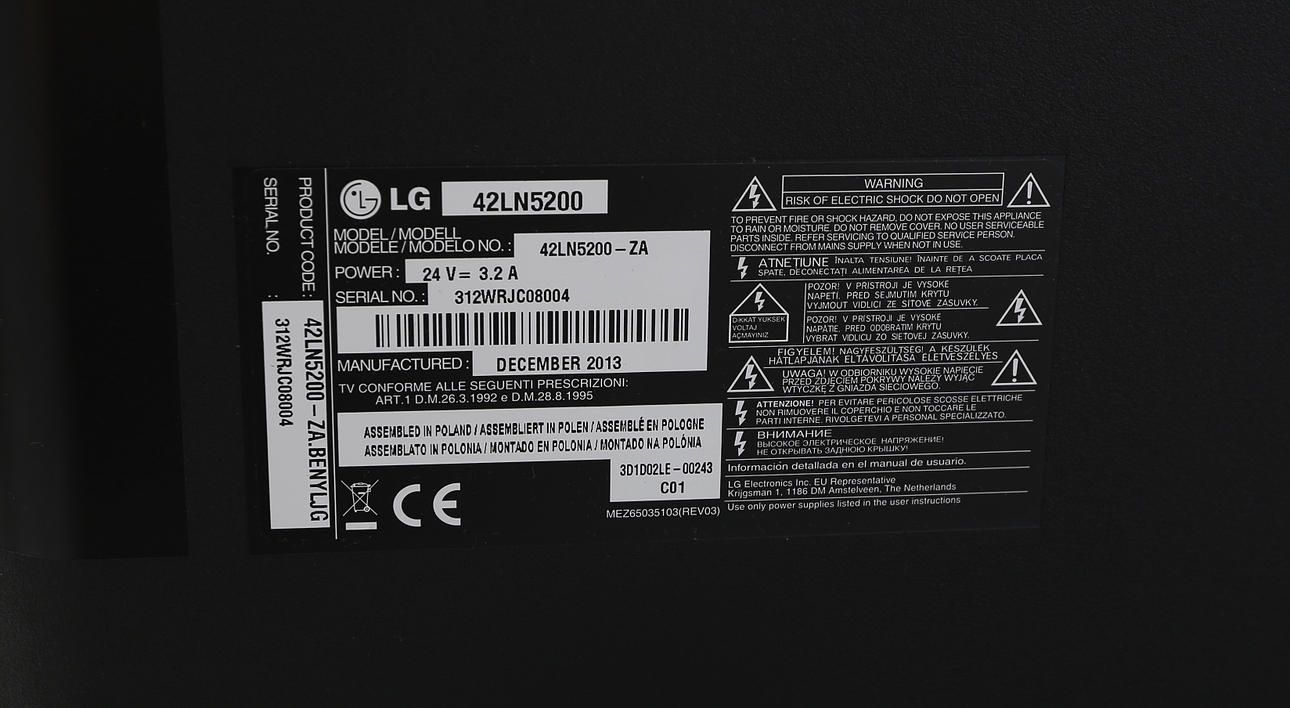 PRODUCT CODE: 42LN5200-ZA.BENYLJG
SERIAL NO. : 312WRJC08004
LG 42LN5200
MODEL / MODELL
MODÈLE / MODELO NO. : 42LN5200-ZA
POWER : 24 V⎓ 3.2 A
SERIAL NO. : 312WRJC08004
MANUFACTURED : DECEMBER 2013
TV CONFORME ALLE SEGUENTI PRESCRIZIONI:
ART.1 D.M.26.3.1992 e D.M.28.8.1995
ASSEMBLED IN POLAND / ASSEMBLIERT IN POLEN / ASSEMBLÉ EN POLOGNE
ASSEMBLATO IN POLONIA / MONTADO EN POLONIA / MONTADO NA POLÓNIA
3D1D02LE-00243
C01
CE
MEZ65035103(REV03)
WARNING
RISK OF ELECTRIC SHOCK DO NOT OPEN
TO PREVENT FIRE OR SHOCK HAZARD, DO NOT EXPOSE THIS APPLIANCE
TO RAIN OR MOISTURE. DO NOT REMOVE COVER. NO USER SERVICEABLE
PARTS INSIDE. REFER SERVICING TO QUALIFIED SERVICE PERSON.
DISCONNECT FROM MAINS SUPPLY WHEN NOT IN USE.
ATNEȚIUNE ÎNALTA TENSIUNE! ÎNAINTE DE A SCOATE PLACA
SPATE, DECONECTAȚI ALIMENTAREA DE LA REȚEA
DIKKAT YUKSEK
VOLTAJ
AÇMAYINIZ
POZOR! V PŘÍSTROJI JE VYSOKÉ
NAPĚTÍ. PŘED SEJMUTÍM KRYTU
VYJMOUT VIDLICI ZE SÍŤOVÉ ZÁSUVKY.
POZOR! V PRÍSTROJI JE VYSOKÉ
NAPÄTIE. PRED ODOBRATÍM KRYTU
VYBRAŤ VIDLICU ZO SIEŤOVEJ ZÁSUVKY.
FIGYELEM! NAGYFESZÜLTSÉG! A KÉSZÜLÉK
HÁTLAPJÁNAK ELTÁVOLÍTÁSA ÉLETVESZÉLYES
UWAGA! W ODBIORNIKU WYSOKIE NAPIĘCIE
PRZED ZDJĘCIEM POKRYWY NALEŻY WYJĄĆ
WTYCZKĘ Z GNIAZDA SIECIOWEGO.
ATTENZIONE! PER EVITARE PERICOLOSE SCOSSE ELETTRICHE
NON RIMUOVERE IL COPERCHIO E NON TOCCARE LE
PARTI INTERNE. RIVOLGETEVI A PERSONAL SPECIALIZZATO.
ВНИМАНИЕ
ВЫСОКОЕ ЭЛЕКТРИЧЕСКОЕ НАПРЯЖЕНИЕ!
НЕ ОТКРЫВАТЬ ЗАДНЮЮ КРЫШКУ!
Información detallada en el manual de usuario.
LG Electronics Inc. EU Representative
Krijgsman 1, 1186 DM Amstelveen, The Netherlands
Use only power supplies listed in the user instructions